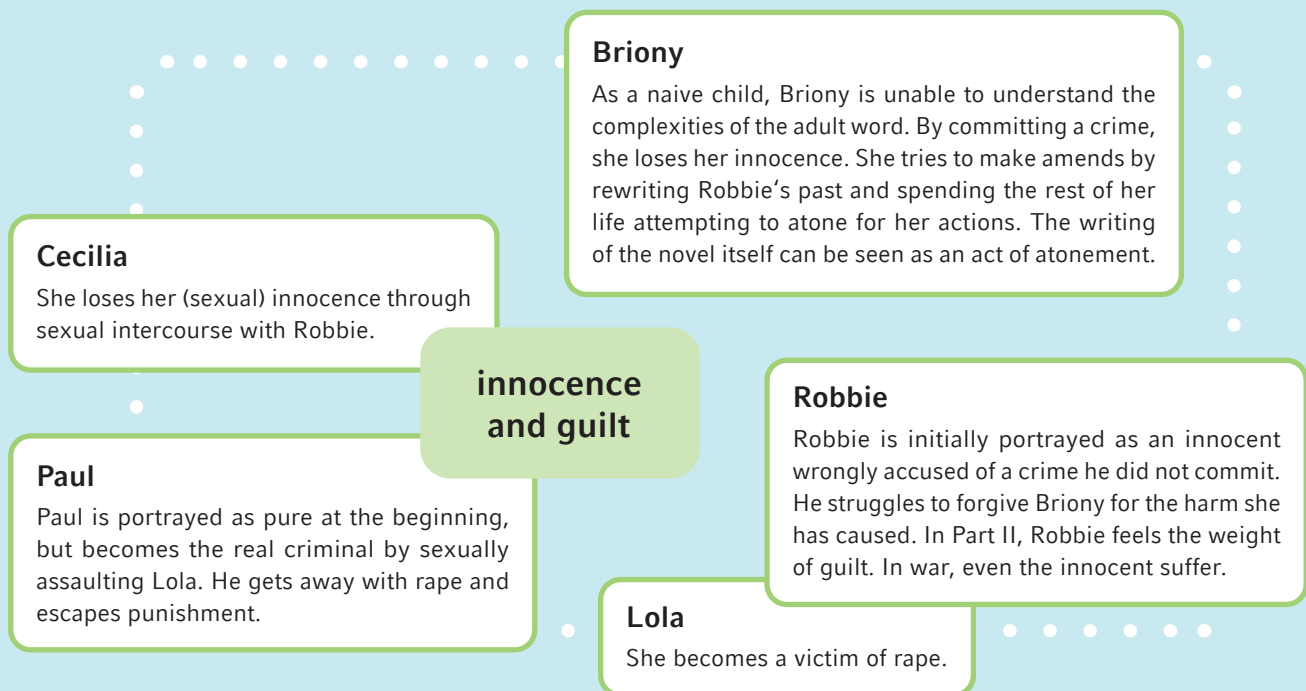 Briony
As a naive child, Briony is unable to understand the
complexities of the adult word. By committing a crime,
she loses her innocence. She tries to make amends by
rewriting Robbie‘s past and spending the rest of her
life attempting to atone for her actions. The writing
of the novel itself can be seen as an act of atonement.
Cecilia
She loses her (sexual) innocence through
sexual intercourse with Robbie.
innocence
and guilt
Robbie
Robbie is initially portrayed as an innocent
wrongly accused of a crime he did not commit.
He struggles to forgive Briony for the harm she
has caused. In Part II, Robbie feels the weight
of guilt. In war, even the innocent suffer.
Paul
Paul is portrayed as pure at the beginning,
but becomes the real criminal by sexually
assaulting Lola. He gets away with rape and
escapes punishment.
Lola
She becomes a victim of rape.